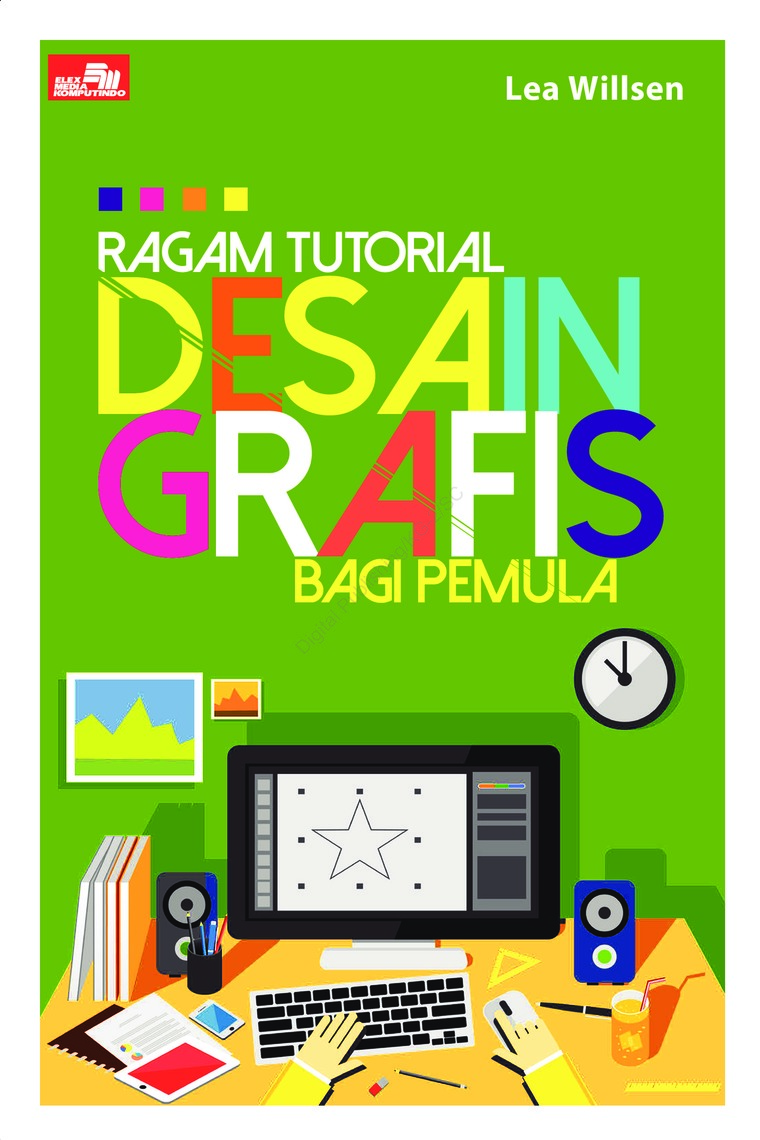 ELEX
MEDIA
KOMPUTINDO
Lea Willsen
RAGAM TUTORIAL
DESAIN
GRAFIS
BAGI PEMULA